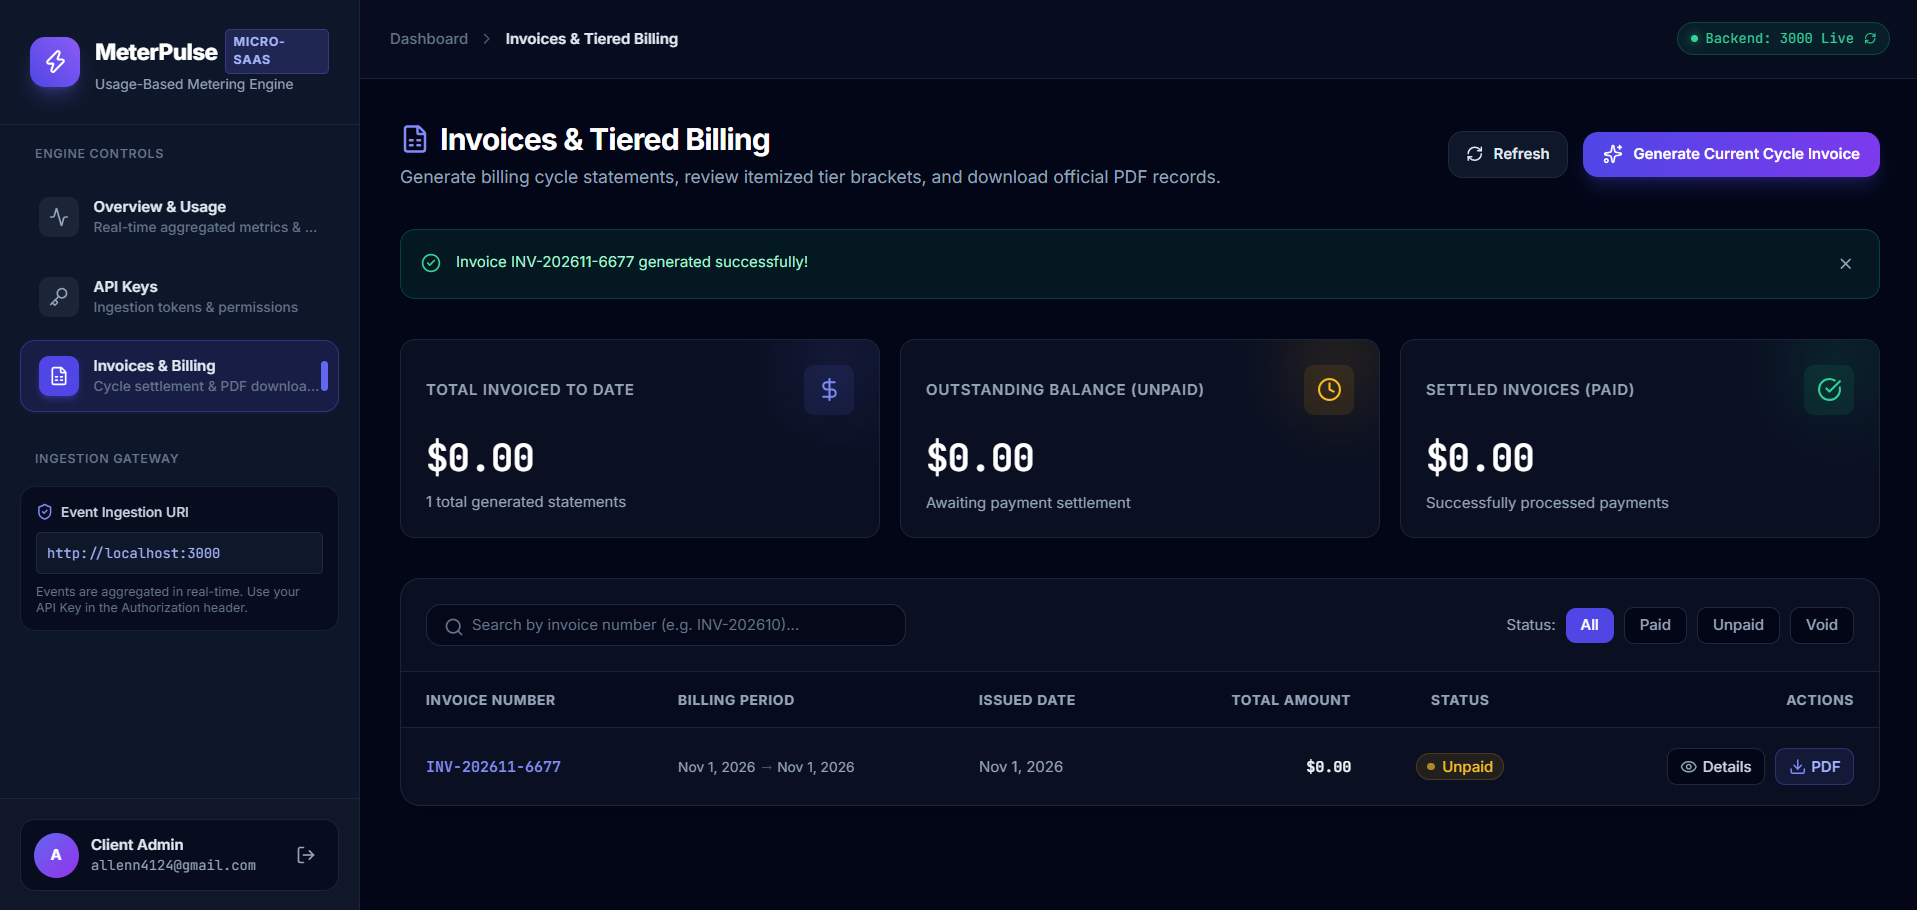 MeterPulse
MICRO-
SAAS
Usage-Based Metering Engine
ENGINE CONTROLS
Overview & Usage
Real-time aggregated metrics & ...
API Keys
Ingestion tokens & permissions
Invoices & Billing
Cycle settlement & PDF downloa...
INGESTION GATEWAY
Event Ingestion URI
http://localhost:3000
Events are aggregated in real-time. Use your
API Key in the Authorization header.
A
Client Admin
allenn4124@gmail.com
Dashboard > Invoices & Tiered Billing
Backend: 3000 Live
Invoices & Tiered Billing
Generate billing cycle statements, review itemized tier brackets, and download official PDF records.
Refresh
Generate Current Cycle Invoice
Invoice INV-202611-6677 generated successfully!
TOTAL INVOICED TO DATE
$0.00
1 total generated statements
OUTSTANDING BALANCE (UNPAID)
$0.00
Awaiting payment settlement
SETTLED INVOICES (PAID)
$0.00
Successfully processed payments
Search by invoice number (e.g. INV-202610)...
Status: All Paid Unpaid Void
INVOICE NUMBER BILLING PERIOD ISSUED DATE TOTAL AMOUNT STATUS ACTIONS
INV-202611-6677 Nov 1, 2026 → Nov 1, 2026 Nov 1, 2026 $0.00 Unpaid Details PDF